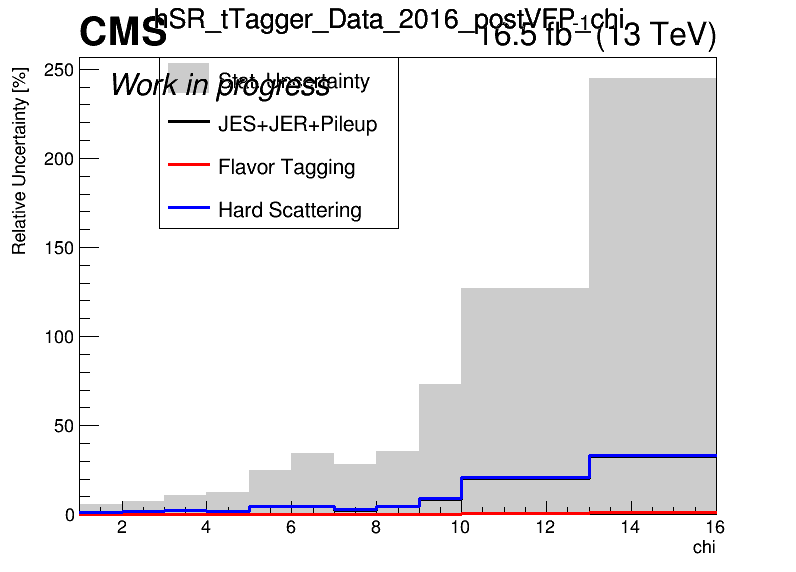 hSR_tTagger_Data_2016_postVFP_chi
CMS
16.5 fb-1 (13 TeV)
Work in progress
Stat. Uncertainty
JES+JER+Pileup
Flavor Tagging
Hard Scattering
Relative Uncertainty [%]
250
200
150
100
50
0
2 4 6 8 10 12 14 16
chi